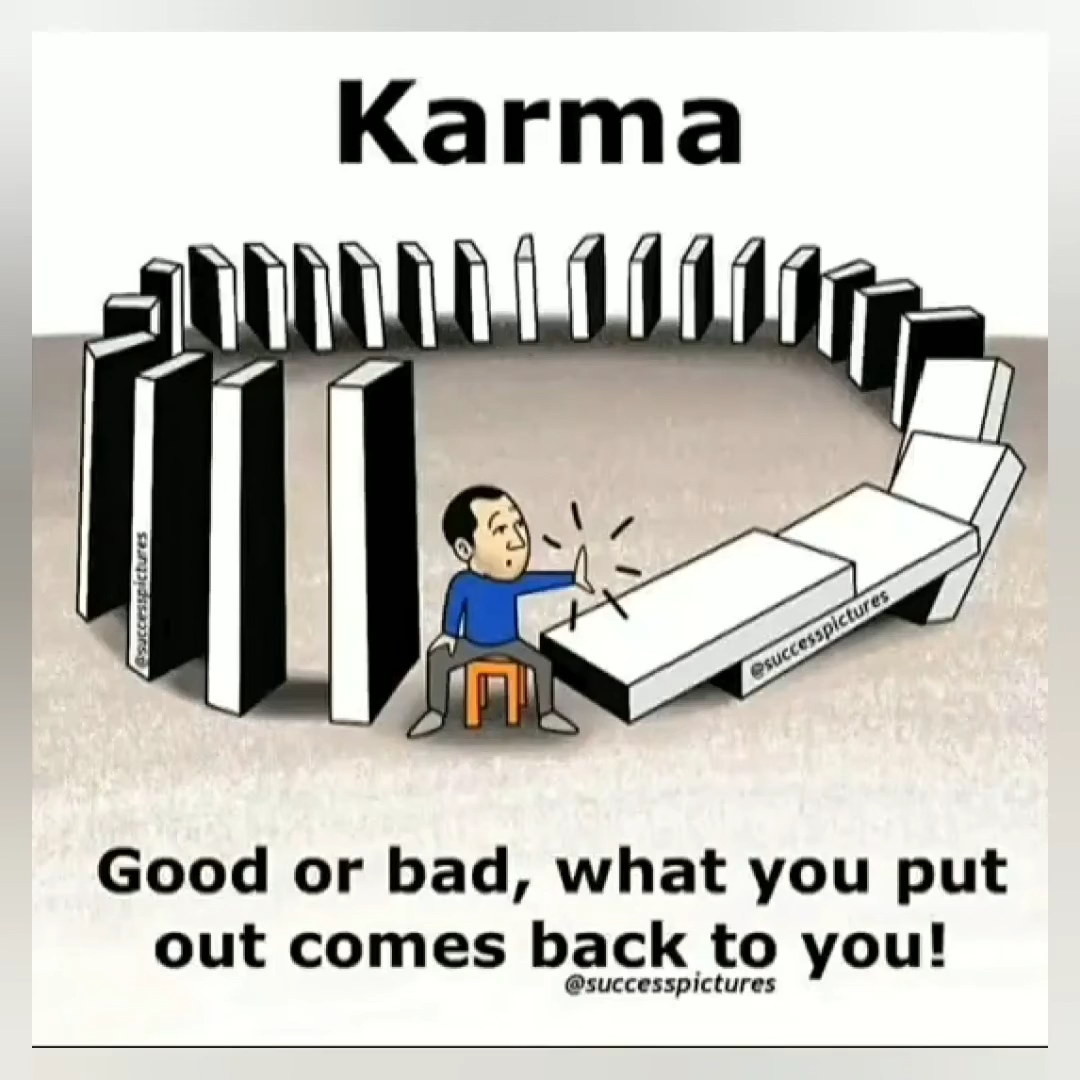 Karma
@successpictures
@successpictures
Good or bad, what you put
out comes back to you!
@successpictures